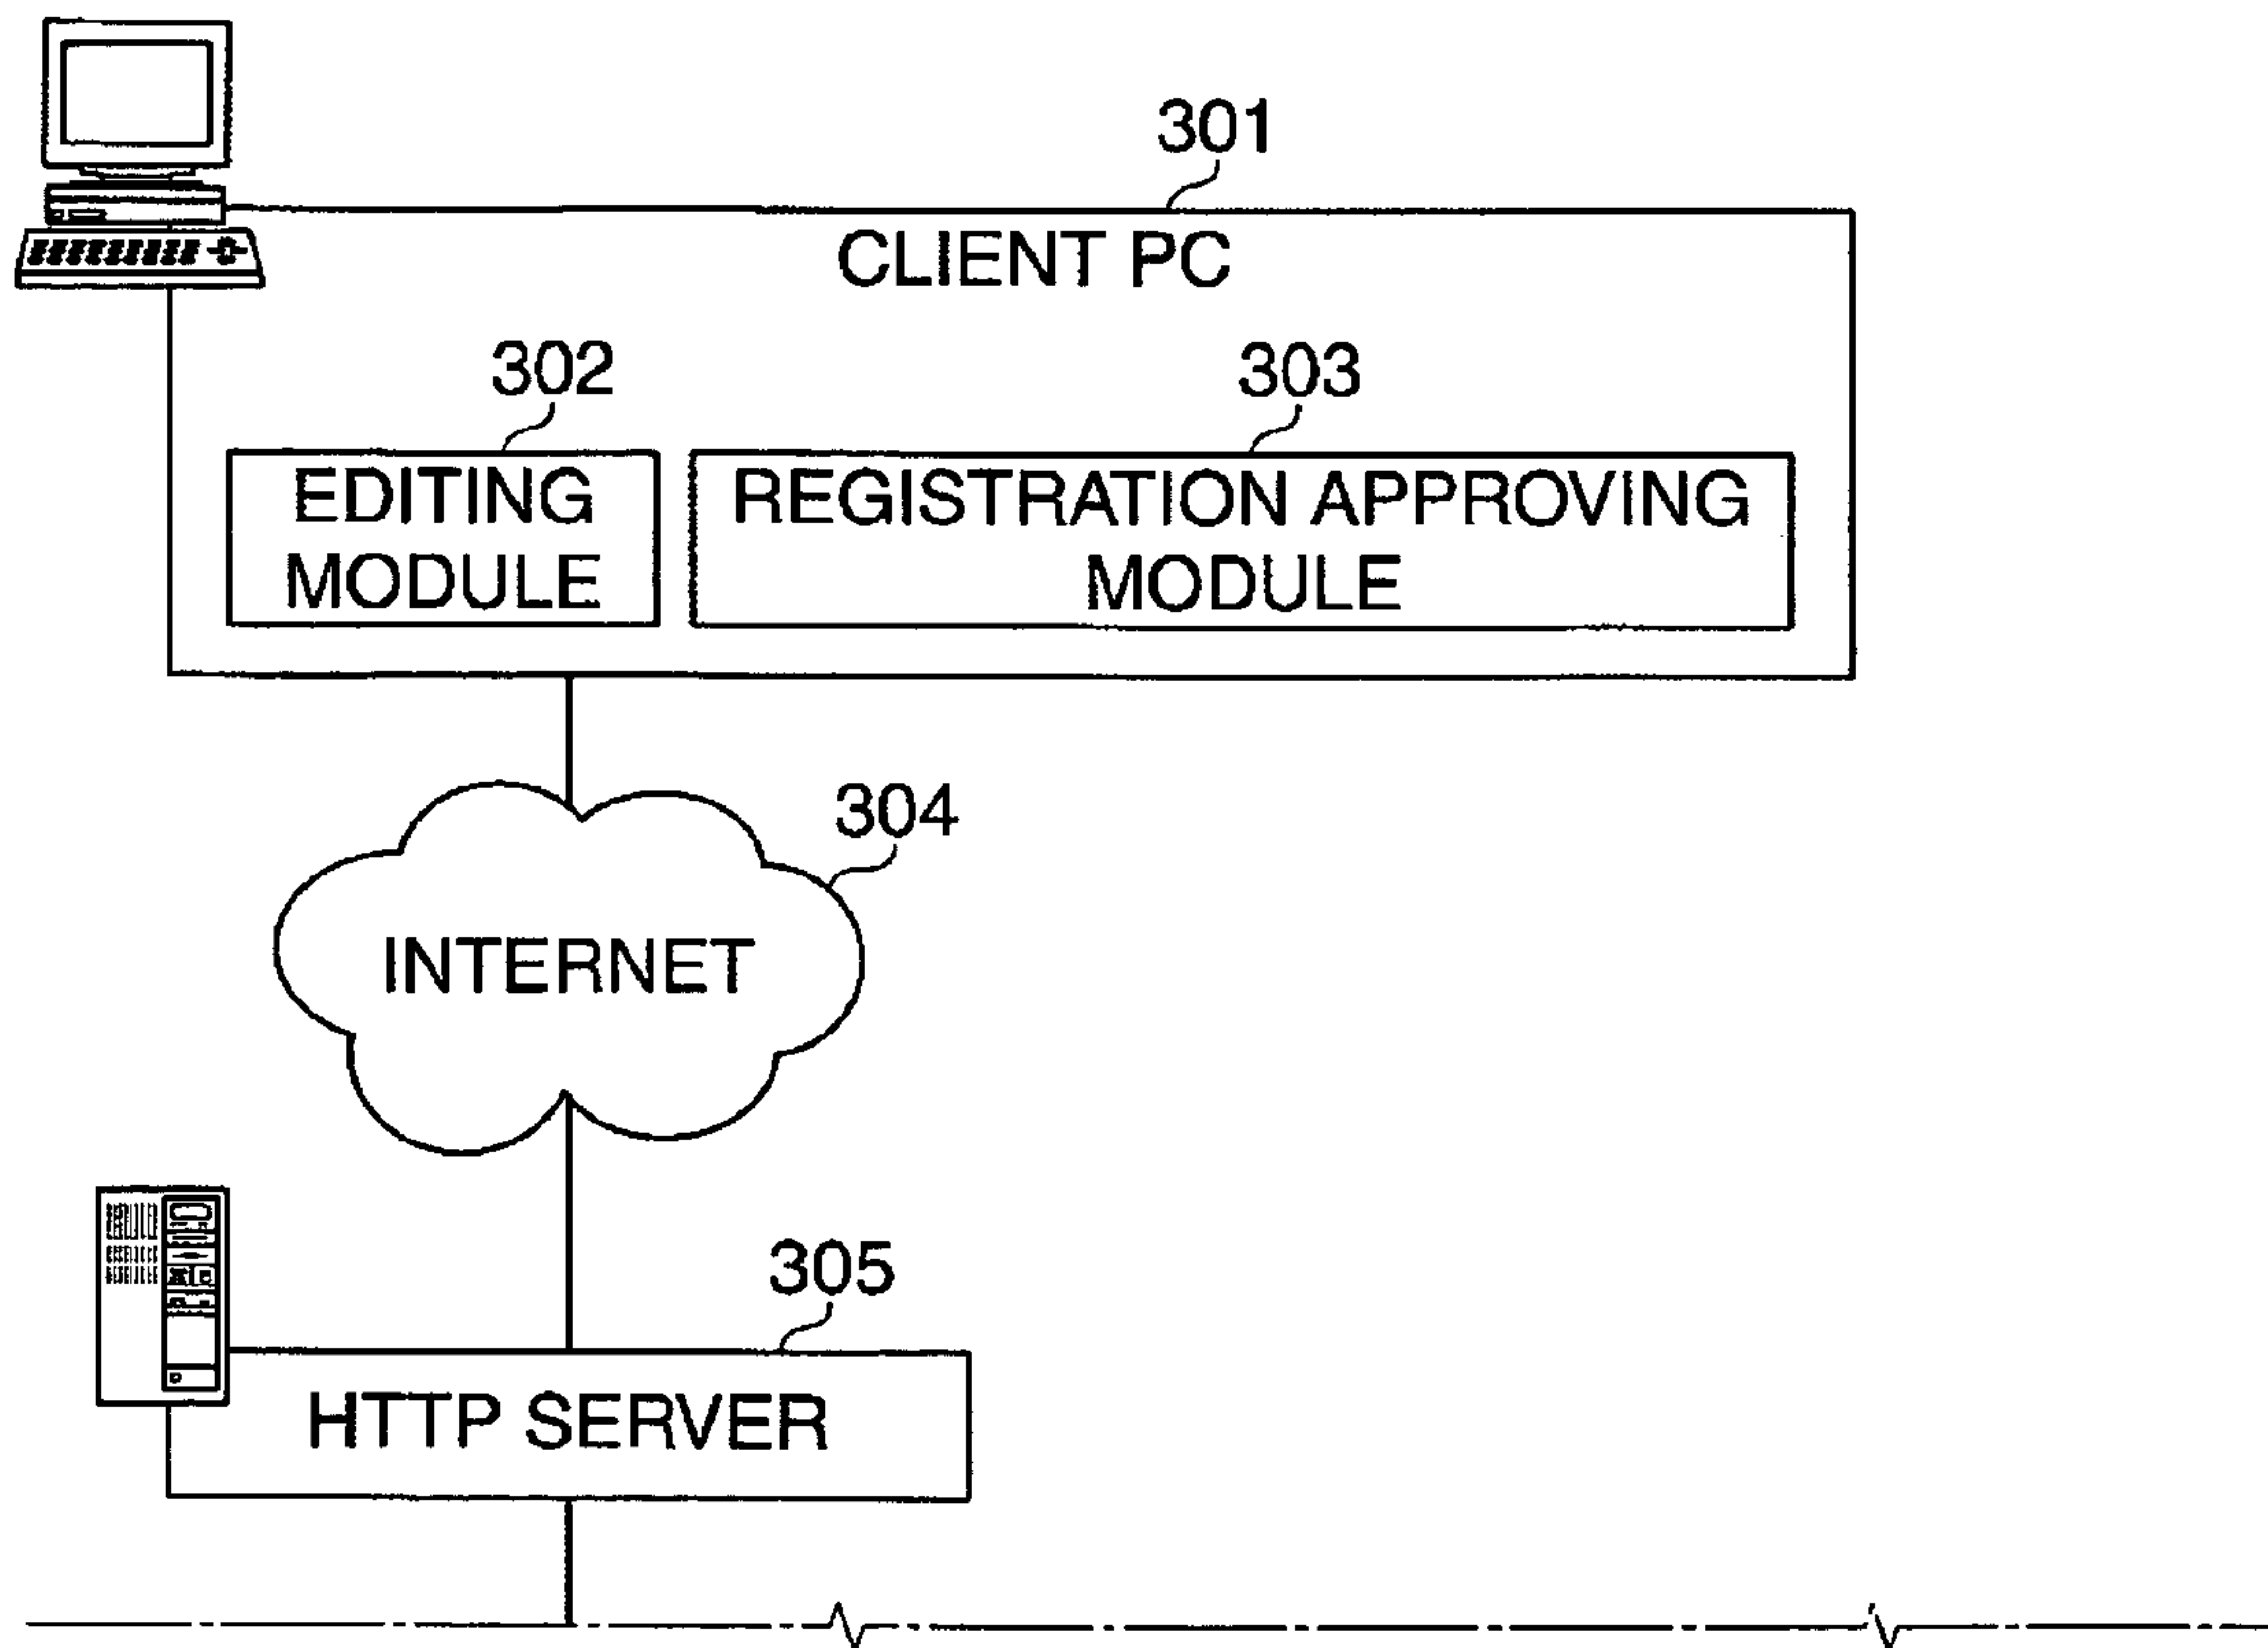 301
CLIENT PC
302
303
EDITING
MODULE
REGISTRATION APPROVING
MODULE
304
INTERNET
305
HTTP SERVER